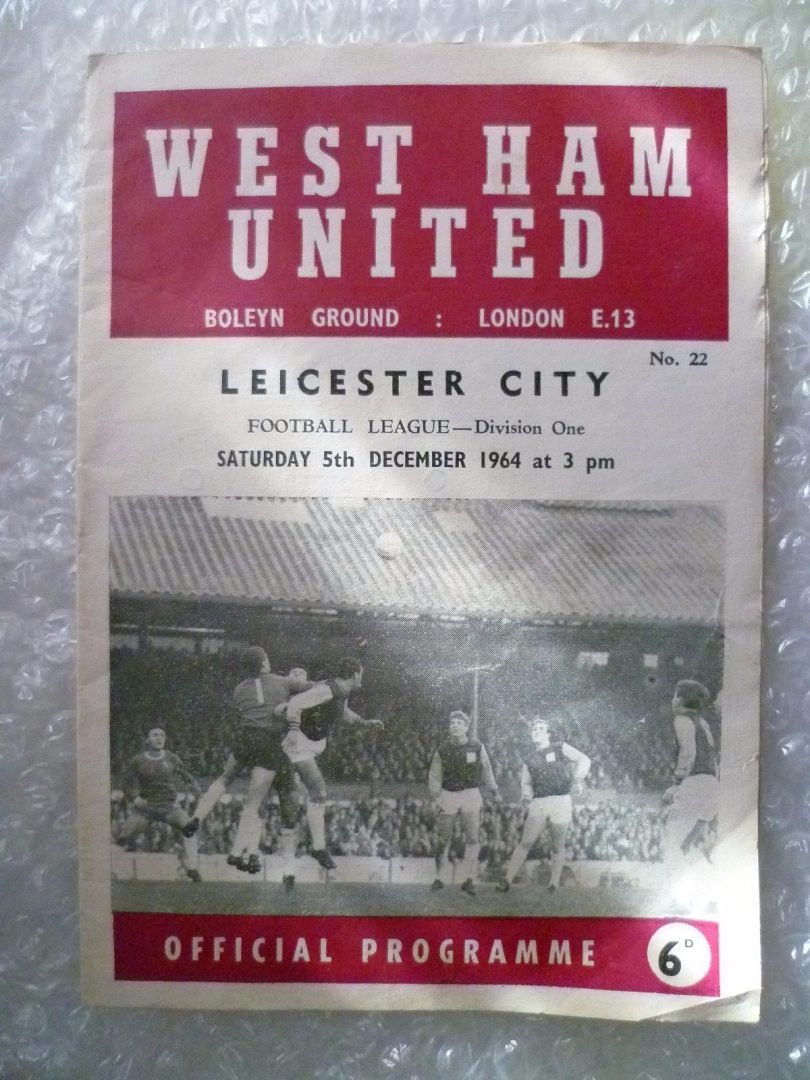 WEST HAM
UNITED
BOLEYN GROUND : LONDON E.13
No. 22
LEICESTER CITY
FOOTBALL LEAGUE—Division One
SATURDAY 5th DECEMBER 1964 at 3 pm
OFFICIAL PROGRAMME 6D